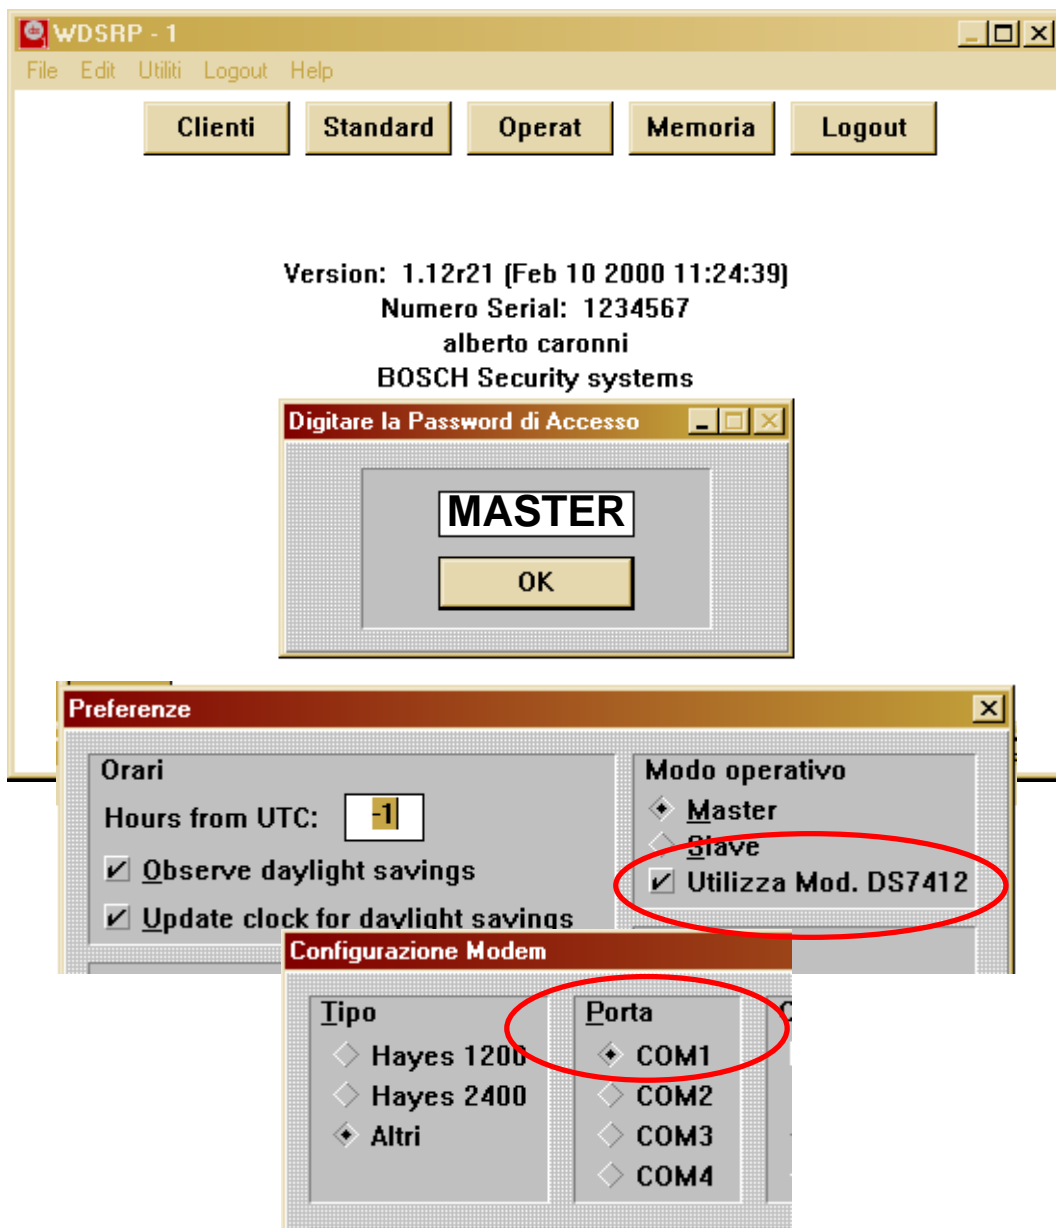 WDSRP - 1
File Edit Utiliti Logout Help
Clienti Standard Operat Memoria Logout
Version: 1.12r21 (Feb 10 2000 11:24:39)
Numero Serial: 1234567
alberto caronni
BOSCH Security systems
Digitare la Password di Accesso
MASTER
OK
Preferenze
Orari
Hours from UTC: -1
Observe daylight savings
Update clock for daylight savings
Modo operativo
Master
Slave
Utilizza Mod. DS7412
Configurazione Modem
Tipo
Hayes 1200
Hayes 2400
Altri
Porta
COM1
COM2
COM3
COM4